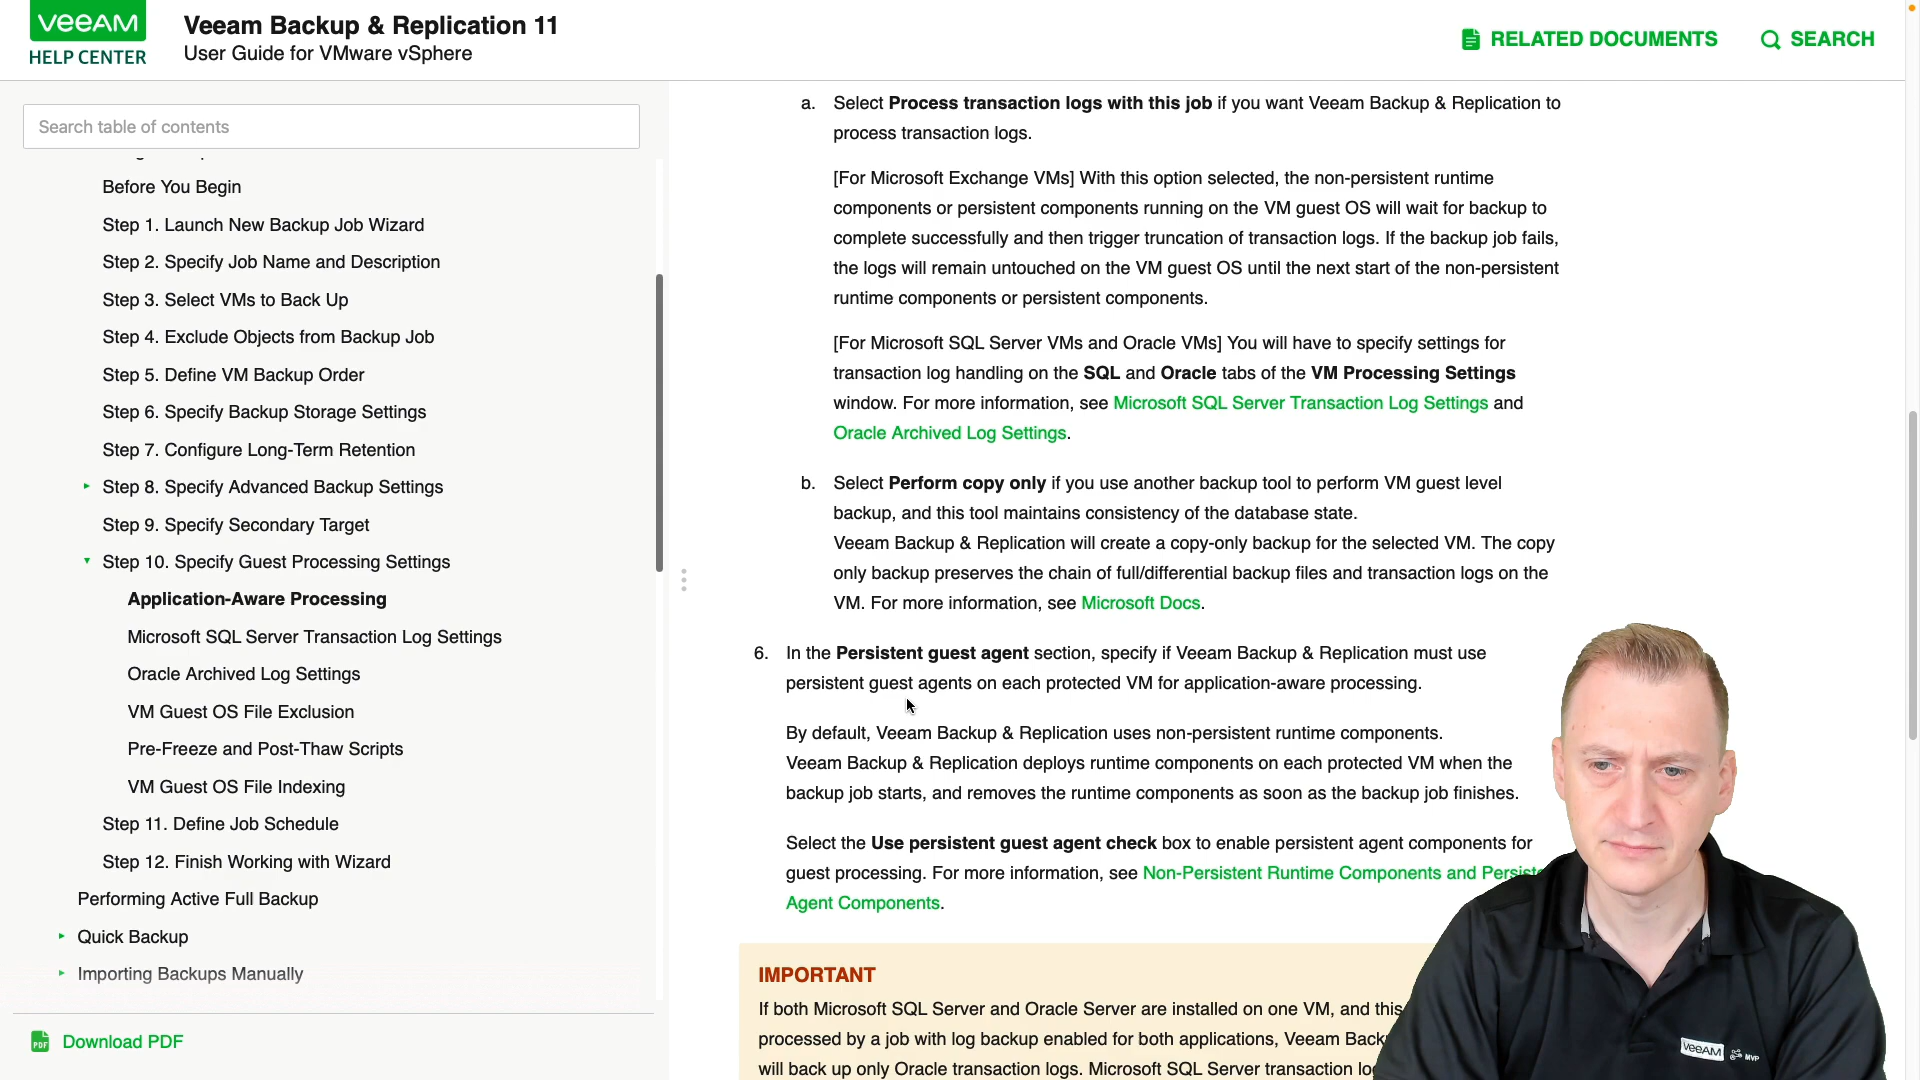 veeAM
HELP CENTER
Veeam Backup & Replication 11
User Guide for VMware vSphere
RELATED DOCUMENTS
SEARCH
Search table of contents
Before You Begin
Step 1. Launch New Backup Job Wizard
Step 2. Specify Job Name and Description
Step 3. Select VMs to Back Up
Step 4. Exclude Objects from Backup Job
Step 5. Define VM Backup Order
Step 6. Specify Backup Storage Settings
Step 7. Configure Long-Term Retention
Step 8. Specify Advanced Backup Settings
Step 9. Specify Secondary Target
Step 10. Specify Guest Processing Settings
Application-Aware Processing
Microsoft SQL Server Transaction Log Settings
Oracle Archived Log Settings
VM Guest OS File Exclusion
Pre-Freeze and Post-Thaw Scripts
VM Guest OS File Indexing
Step 11. Define Job Schedule
Step 12. Finish Working with Wizard
Performing Active Full Backup
Quick Backup
Importing Backups Manually
PDF
Download PDF
a. Select Process transaction logs with this job if you want Veeam Backup & Replication to
process transaction logs.
[For Microsoft Exchange VMs] With this option selected, the non-persistent runtime
components or persistent components running on the VM guest OS will wait for backup to
complete successfully and then trigger truncation of transaction logs. If the backup job fails,
the logs will remain untouched on the VM guest OS until the next start of the non-persistent
runtime components or persistent components.
[For Microsoft SQL Server VMs and Oracle VMs] You will have to specify settings for
transaction log handling on the SQL and Oracle tabs of the VM Processing Settings
window. For more information, see Microsoft SQL Server Transaction Log Settings and
Oracle Archived Log Settings.
b. Select Perform copy only if you use another backup tool to perform VM guest level
backup, and this tool maintains consistency of the database state.
Veeam Backup & Replication will create a copy-only backup for the selected VM. The copy
only backup preserves the chain of full/differential backup files and transaction logs on the
VM. For more information, see Microsoft Docs.
6. In the Persistent guest agent section, specify if Veeam Backup & Replication must use
persistent guest agents on each protected VM for application-aware processing.
By default, Veeam Backup & Replication uses non-persistent runtime components.
Veeam Backup & Replication deploys runtime components on each protected VM when the
backup job starts, and removes the runtime components as soon as the backup job finishes.
Select the Use persistent guest agent check box to enable persistent agent components for
guest processing. For more information, see Non-Persistent Runtime Components and
Agent Components.
IMPORTANT
If both Microsoft SQL Server and Oracle Server are installed on one VM, and this
processed by a job with log backup enabled for both applications, Veeam
will back up only Oracle transaction logs. Microsoft SQL Server transaction
veeAM MVP